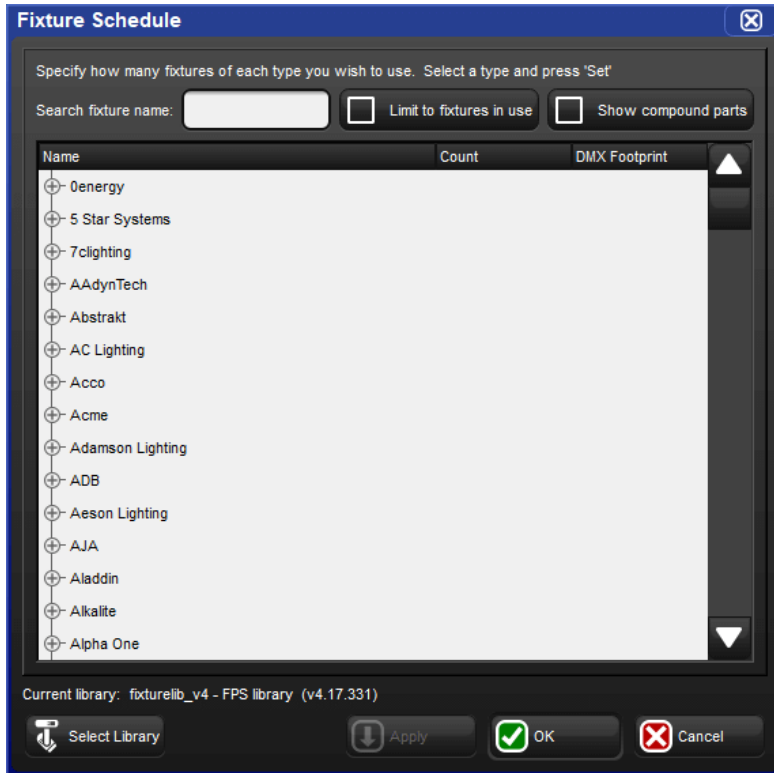 Fixture Schedule
Specify how many fixtures of each type you wish to use. Select a type and press 'Set'
Search fixture name: Limit to fixtures in use Show compound parts
Name Count DMX Footprint
0energy
5 Star Systems
7clighting
AAdynTech
Abstrakt
AC Lighting
Acco
Acme
Adamson Lighting
ADB
Aeson Lighting
AJA
Aladdin
Alkalite
Alpha One
Current library: fixturelib_v4 - FPS library (v4.17.331)
Select Library Apply OK Cancel